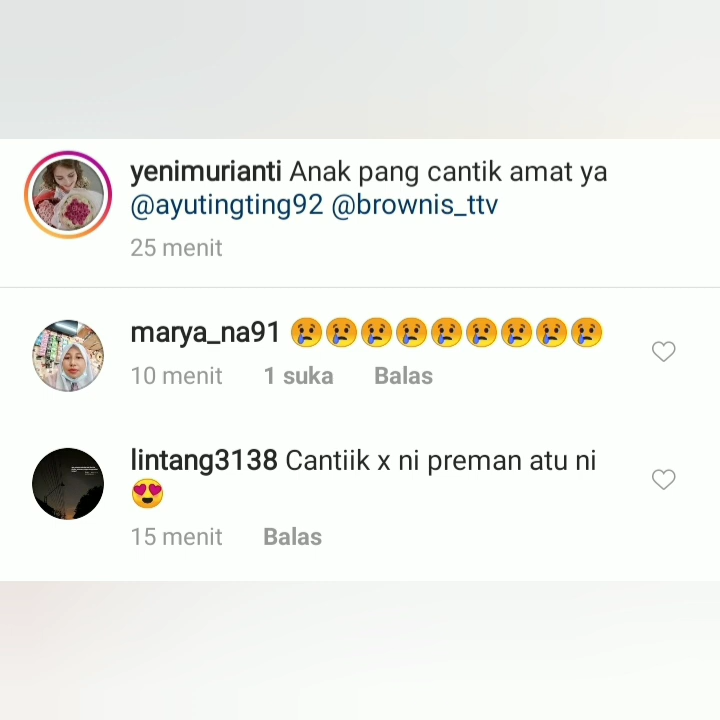 yenimurianti Anak pang cantik amat ya
@ayutingting92 @brownis_ttv
25 menit
marya_na91 😢😢😢😢😢😢😢😢😢
10 menit 1 suka Balas
lintang3138 Cantiik x ni preman atu ni
😍
15 menit Balas